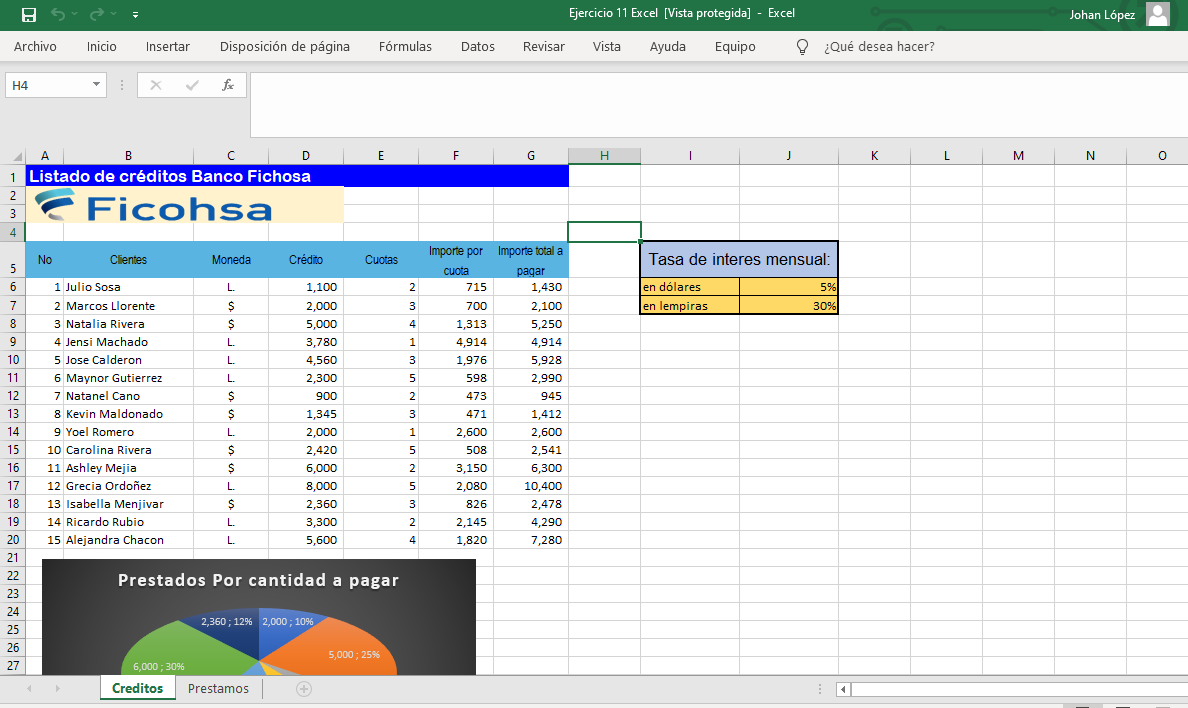 Ejercicio 11 Excel [Vista protegida] - Excel
Johan López
Archivo Inicio Insertar Disposición de página Fórmulas Datos Revisar Vista Ayuda Equipo ¿Qué desea hacer?
H4 fx
A B C D E F G H I J K L M N O
1 Listado de créditos Banco Fichosa
2
3 Ficohsa
4
5 No Clientes Moneda Crédito Cuotas Importe por cuota Importe total a pagar Tasa de interes mensual:
6 1 Julio Sosa L. 1,100 2 715 1,430 en dólares 5%
7 2 Marcos Llorente $ 2,000 3 700 2,100 en lempiras 30%
8 3 Natalia Rivera $ 5,000 4 1,313 5,250
9 4 Jensi Machado L. 3,780 1 4,914 4,914
10 5 Jose Calderon L. 4,560 3 1,976 5,928
11 6 Maynor Gutierrez L. 2,300 5 598 2,990
12 7 Natanel Cano $ 900 2 473 945
13 8 Kevin Maldonado $ 1,345 3 471 1,412
14 9 Yoel Romero L. 2,000 1 2,600 2,600
15 10 Carolina Rivera $ 2,420 5 508 2,541
16 11 Ashley Mejia $ 6,000 2 3,150 6,300
17 12 Grecia Ordoñez L. 8,000 5 2,080 10,400
18 13 Isabella Menjivar $ 2,360 3 826 2,478
19 14 Ricardo Rubio L. 3,300 2 2,145 4,290
20 15 Alejandra Chacon L. 5,600 4 1,820 7,280
21
22 Prestados Por cantidad a pagar
23
24 2,360 ; 12% 2,000 ; 10%
25
26 5,000 ; 25%
27 6,000 ; 30%
Creditos Prestamos